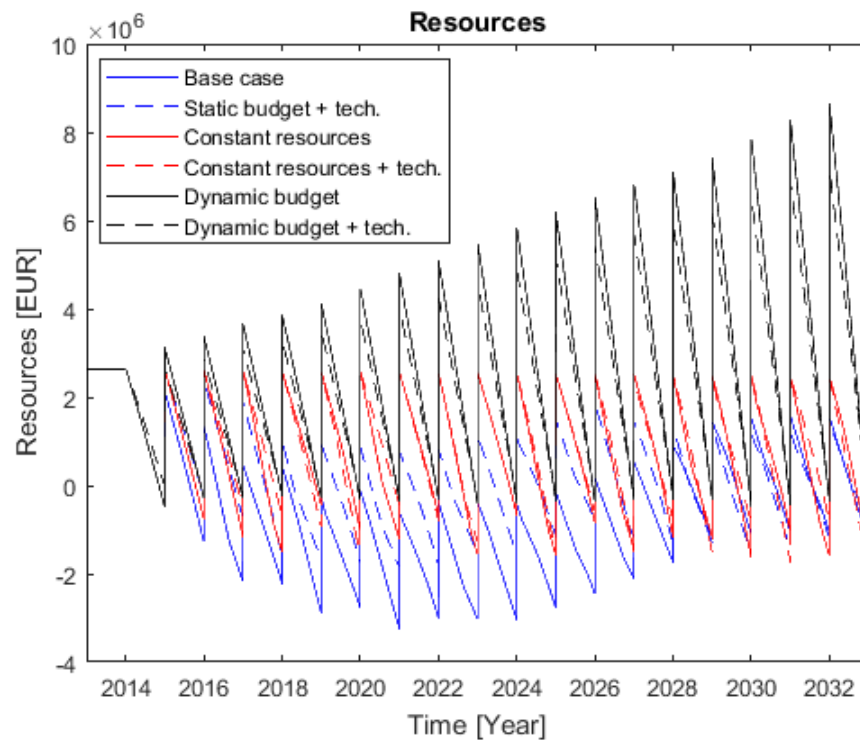 ×10⁶
Resources
10
8
6
4
2
0
-2
-4
Resources [EUR]
Base case
Static budget + tech.
Constant resources
Constant resources + tech.
Dynamic budget
Dynamic budget + tech.
2014 2016 2018 2020 2022 2024 2026 2028 2030 2032
Time [Year]